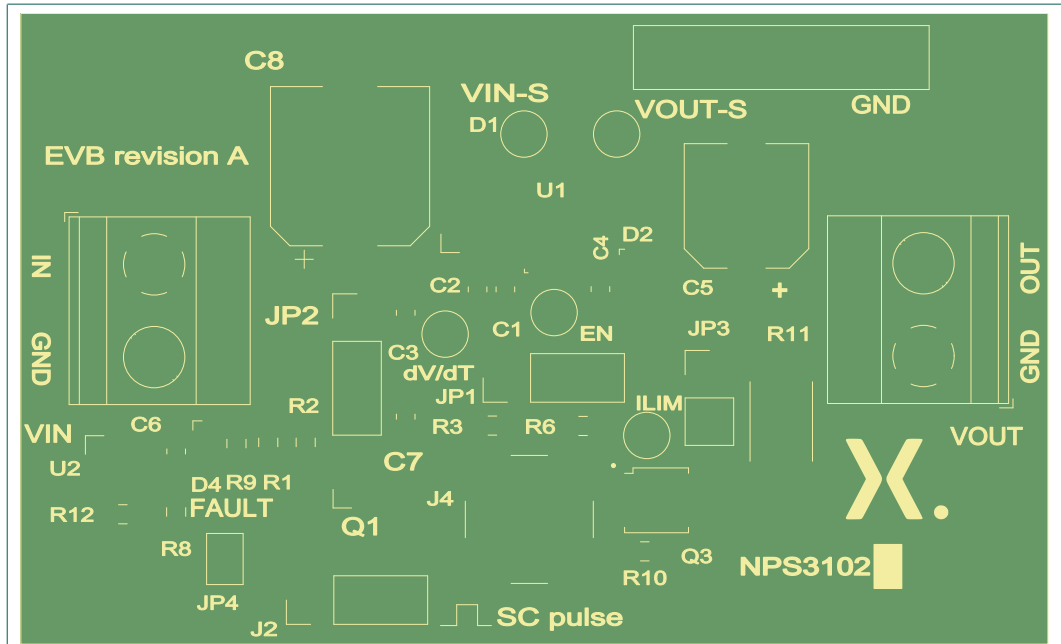 C8
VIN-S
D1
VOUT-S
GND
EVB revision A
U1
C4
D2
IN
OUT
C2
C5
+
JP2
C1
EN
JP3
R11
GND
C3
GND
dV/dT
JP1
R2
ILIM
C6
R3
R6
VIN
VOUT
U2
C7
D4
R9
R1
J4
FAULT
R12
Q1
R8
Q3
NPS3102
R10
JP4
J2
SC pulse